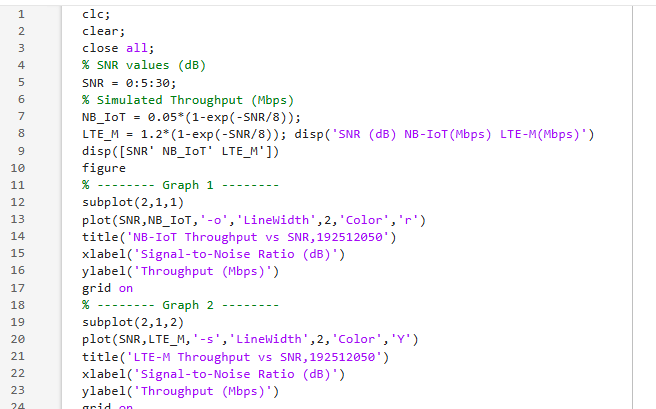 1 clc;
2 clear;
3 close all;
4 % SNR values (dB)
5 SNR = 0:5:30;
6 % Simulated Throughput (Mbps)
7 NB_IoT = 0.05*(1-exp(-SNR/8));
8 LTE_M = 1.2*(1-exp(-SNR/8)); disp('SNR (dB) NB-IoT(Mbps) LTE-M(Mbps)')
9 disp([SNR' NB_IoT' LTE_M'])
10 figure
11 % -------- Graph 1 --------
12 subplot(2,1,1)
13 plot(SNR,NB_IoT,'-o','LineWidth',2,'Color','r')
14 title('NB-IoT Throughput vs SNR,192512050')
15 xlabel('Signal-to-Noise Ratio (dB)')
16 ylabel('Throughput (Mbps)')
17 grid on
18 % -------- Graph 2 --------
19 subplot(2,1,2)
20 plot(SNR,LTE_M,'-s','LineWidth',2,'Color','Y')
21 title('LTE-M Throughput vs SNR,192512050')
22 xlabel('Signal-to-Noise Ratio (dB)')
23 ylabel('Throughput (Mbps)')
24 grid on